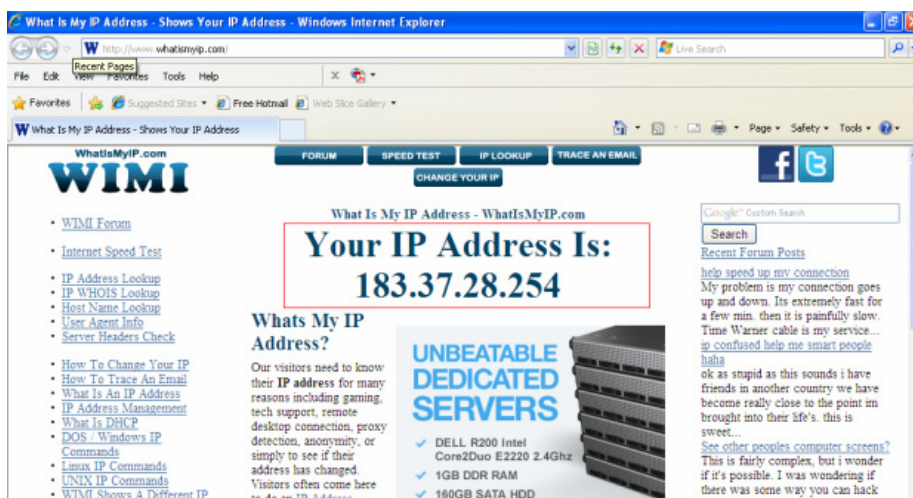 What Is My IP Address - Shows Your IP Address - Windows Internet Explorer
http://www.whatismyip.com/
Live Search
Recent Pages
File Edit View Favorites Tools Help
Favorites Suggested Sites Free Hotmail Web Slice Gallery
What Is My IP Address - Shows Your IP Address
Page Safety Tools
WhatIsMyIP.com
WIMI
FORUM SPEED TEST IP LOOKUP TRACE AN EMAIL
CHANGE YOUR IP
WIMI Forum
Internet Speed Test
IP Address Lookup
IP WHOIS Lookup
Host Name Lookup
User Agent Info
Server Headers Check
How To Change Your IP
How To Trace An Email
What Is An IP Address
IP Address Management
What Is DHCP
DOS / Windows IP
Commands
Linux IP Commands
UNIX IP Commands
WIMI Shows A Different IP
What Is My IP Address - WhatIsMyIP.com
Your IP Address Is:
183.37.28.254
Whats My IP
Address?
Our visitors need to know
their IP address for many
reasons including gaming,
tech support, remote
desktop connection, proxy
detection, anonymity, or
simply to see if their
address has changed.
Visitors often come here
to do an IP Address
UNBEATABLE
DEDICATED
SERVERS
DELL R200 Intel
Core2Duo E2220 2.4Ghz
1GB DDR RAM
160GB SATA HDD
Google™ Custom Search
Search
Recent Forum Posts
help speed up my connection
My problem is my connection goes
up and down. Its extremely fast for
a few min. then it is painfully slow.
Time Warner cable is my service...
ip confused help me smart people
haha
ok as stupid as this sounds i have
friends in another country we have
become really close to the point im
brought into their life's. this is
sweet...
See other peoples computer screens?
This is fairly complex, but i wonder
if it's possible. I was wondering if
there was some way you can hack